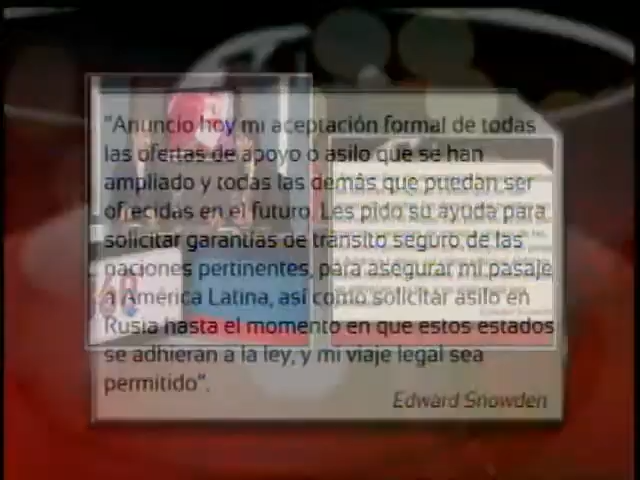 "Anuncio hoy mi aceptación formal de todas
las ofertas de apoyo o asilo que se han
ampliado y todas las demás que puedan ser
ofrecidas en el futuro. Les pido su ayuda para
solicitar garantías de tránsito seguro de las
naciones pertinentes, para asegurar mi pasaje
a América Latina, así como solicitar asilo en
Rusia hasta el momento en que estos estados
se adhieran a la ley, y mi viaje legal sea
permitido".
Edward Snowden